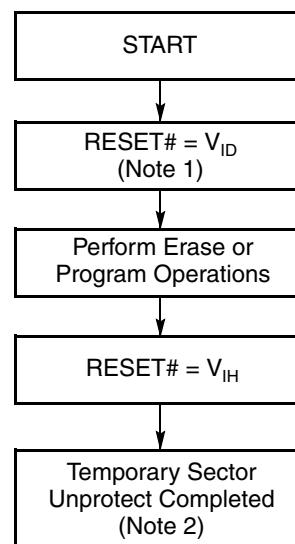 START
RESET# = VID
(Note 1)
Perform Erase or
Program Operations
RESET# = VIH
Temporary Sector
Unprotect Completed
(Note 2)